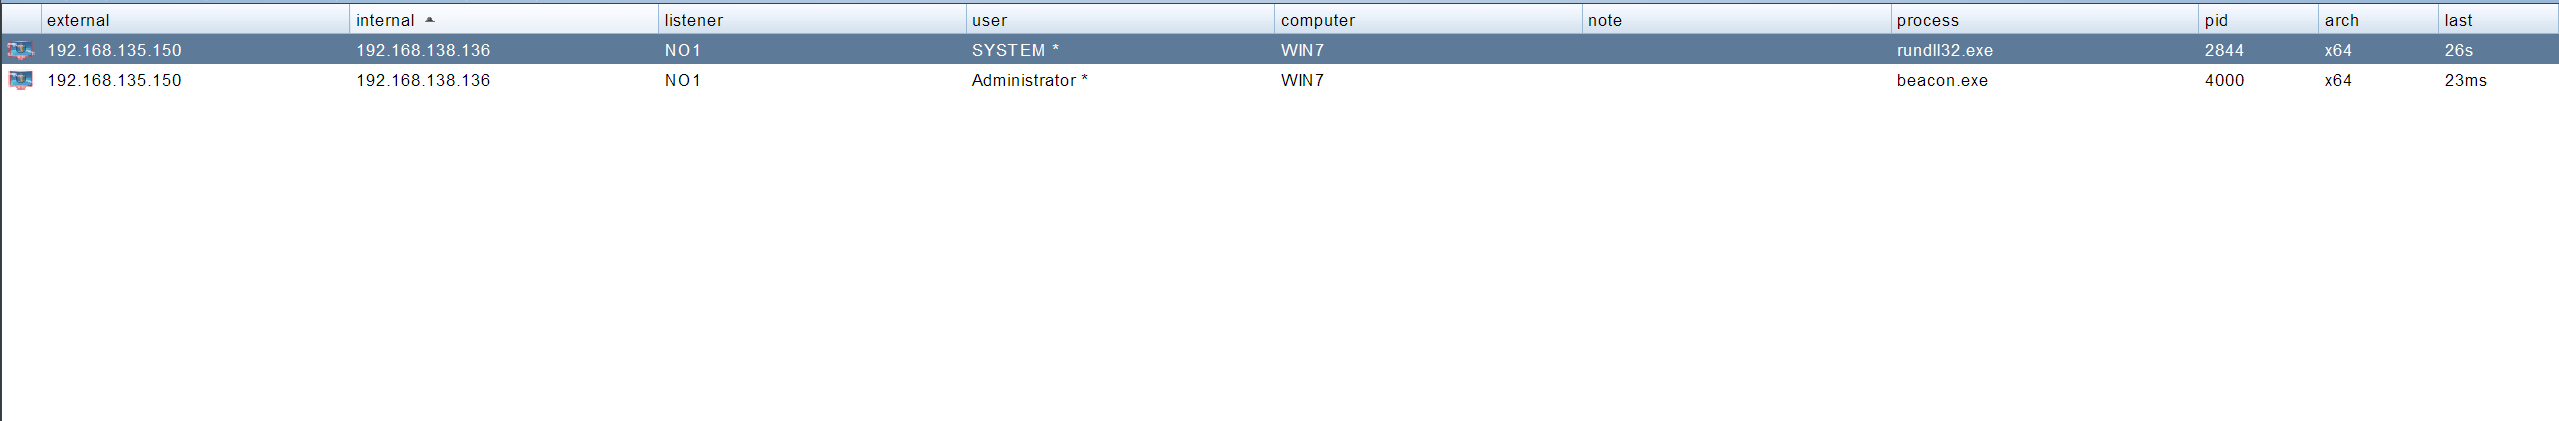 external internal listener user computer note process pid arch last
192.168.135.150 192.168.138.136 NO1 SYSTEM * WIN7 rundll32.exe 2844 x64 26s
192.168.135.150 192.168.138.136 NO1 Administrator * WIN7 beacon.exe 4000 x64 23ms